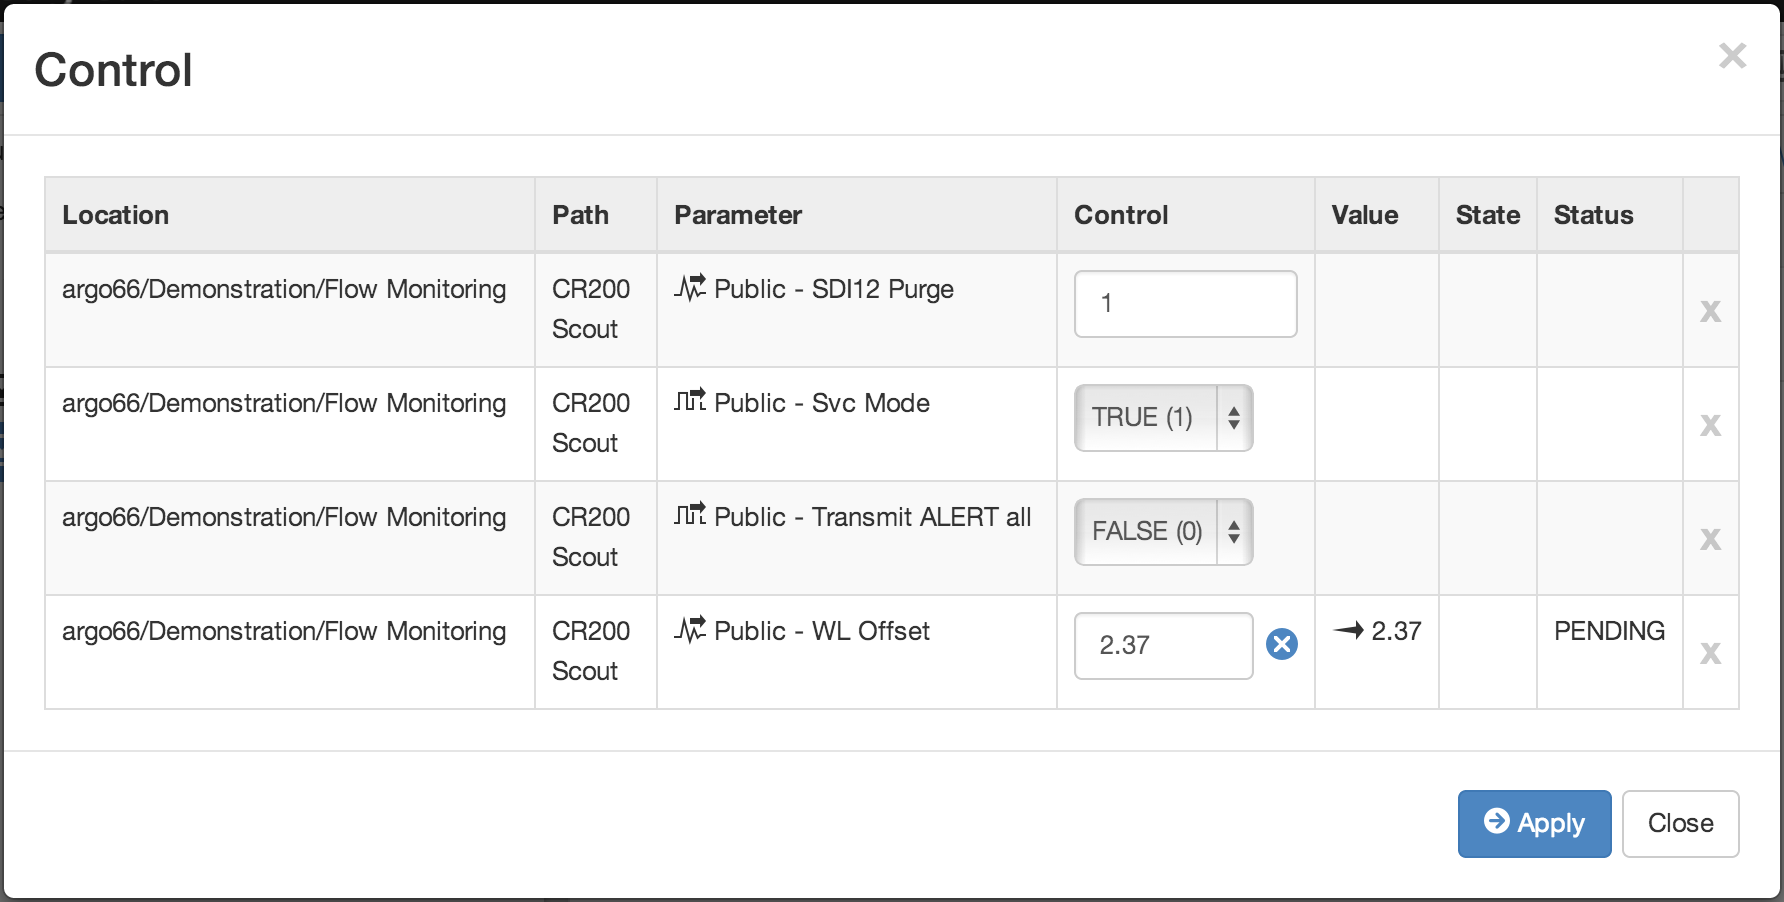 Control
Location Path Parameter Control Value State Status
argo66/Demonstration/Flow Monitoring CR200 Public - SDI12 Purge 1 x
Scout
argo66/Demonstration/Flow Monitoring CR200 Public - Svc Mode TRUE (1) x
Scout
argo66/Demonstration/Flow Monitoring CR200 Public - Transmit ALERT all FALSE (0) x
Scout
argo66/Demonstration/Flow Monitoring CR200 Public - WL Offset 2.37 2.37 PENDING x
Scout
Apply Close